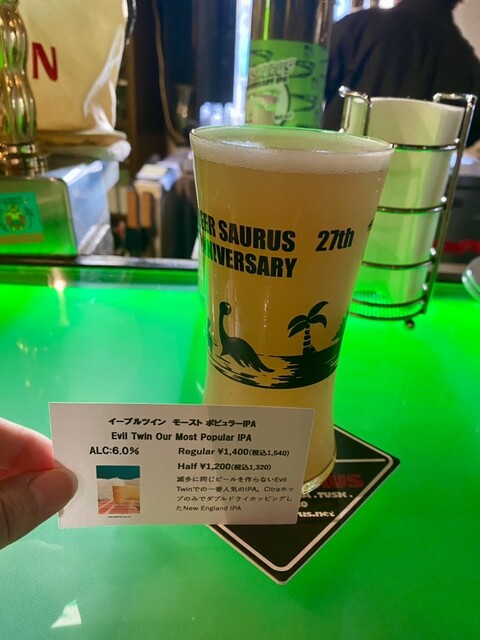 N
ER SAURUS 27th
NIVERSARY
イーブルツイン モースト ポピュラーIPA
Evil Twin Our Most Popular IPA
ALC:6.0% Regular ¥1,400(税込1,540)
Half ¥1,200(税込1,320)
滅多に同じビールを作らないEvil
Twinでの一番人気のIPA。Citraホッ
プのみでダブルドライホッピングし
たNew England IPA